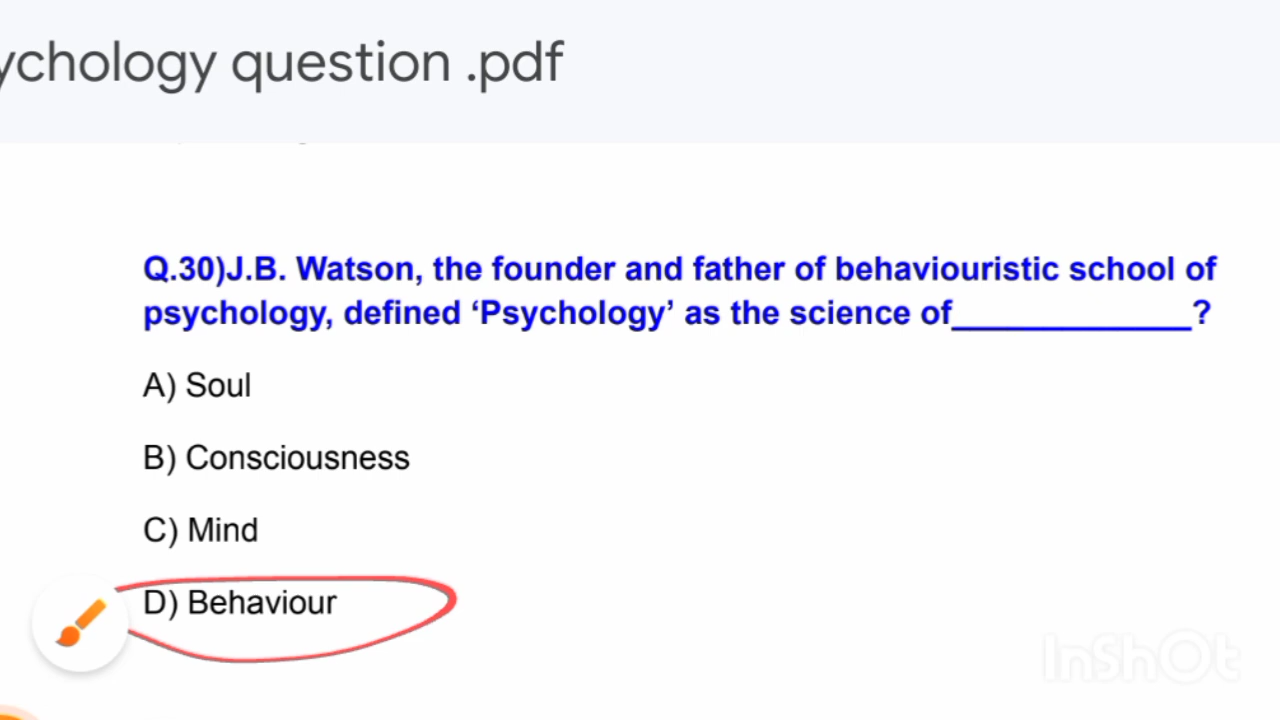 ychology question .pdf
Q.30)J.B. Watson, the founder and father of behaviouristic school of
psychology, defined ‘Psychology’ as the science of_____________?
A) Soul
B) Consciousness
C) Mind
D) Behaviour
InShOt